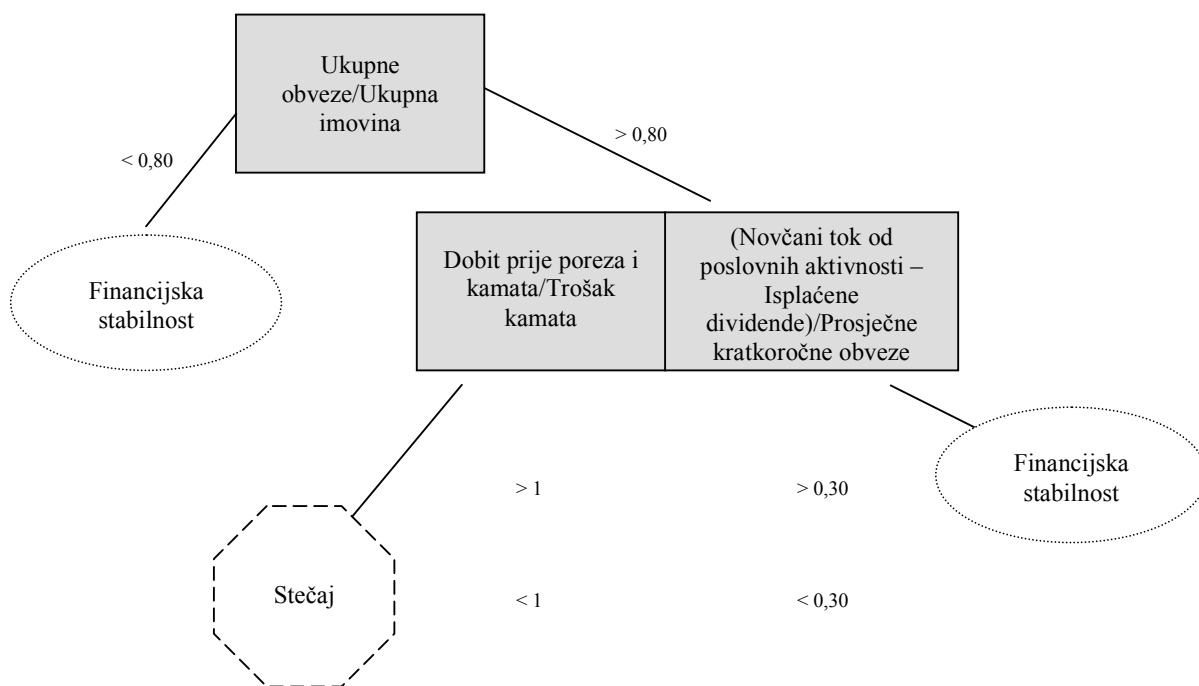 Ukupne
obveze/Ukupna
imovina
> 0,80
< 0,80
Financijska
stabilnost
Dobit prije poreza i
kamata/Trošak
kamata
(Novčani tok od
poslovnih aktivnosti –
Isplaćene
dividende)/Prosječne
kratkoročne obveze
Financijska
stabilnost
> 1
> 0,30
Stečaj
< 1
< 0,30